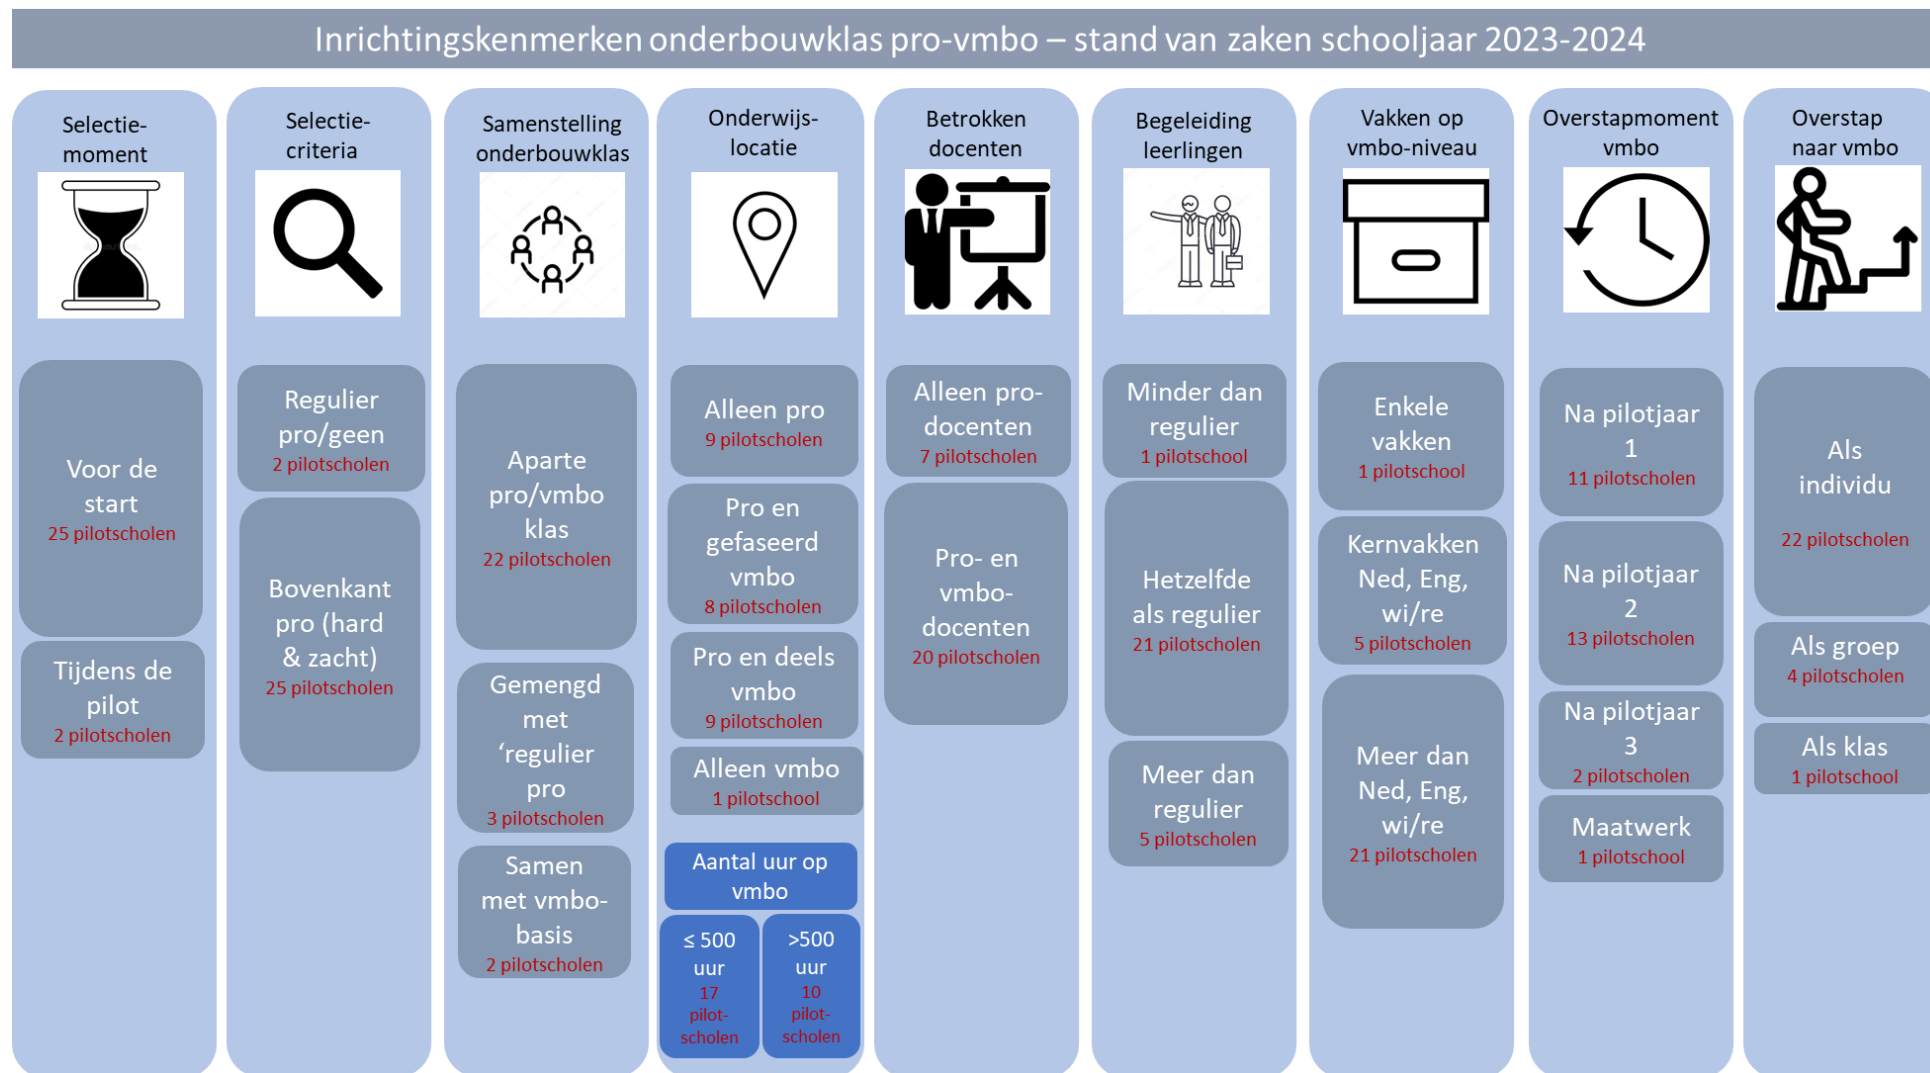 Inrichtingskenmerken onderbouwklas pro-vmbo – stand van zaken schooljaar 2023-2024
Selectie-
moment
Voor de
start
25 pilotscholen
Tijdens de
pilot
2 pilotscholen
Selectie-
criteria
Regulier
pro/geen
2 pilotscholen
Bovenkant
pro (hard
& zacht)
25 pilotscholen
Samenstelling
onderbouwklas
Aparte
pro/vmbo
klas
22 pilotscholen
Gemengd
met
‘regulier
pro
3 pilotscholen
Samen
met vmbo-
basis
2 pilotscholen
Onderwijs-
locatie
Alleen pro
9 pilotscholen
Pro en
gefaseerd
vmbo
8 pilotscholen
Pro en deels
vmbo
9 pilotscholen
Alleen vmbo
1 pilotschool
Aantal uur op
vmbo
≤ 500
uur
17
pilot-
scholen
>500
uur
10
pilot-
scholen
Betrokken
docenten
Alleen pro-
docenten
7 pilotscholen
Pro- en
vmbo-
docenten
20 pilotscholen
Begeleiding
leerlingen
Minder dan
regulier
1 pilotschool
Hetzelfde
als regulier
21 pilotscholen
Meer dan
regulier
5 pilotscholen
Vakken op
vmbo-niveau
Enkele
vakken
1 pilotschool
Kernvakken
Ned, Eng,
wi/re
5 pilotscholen
Meer dan
Ned, Eng,
wi/re
21 pilotscholen
Overstapmoment
vmbo
Na pilotjaar
1
11 pilotscholen
Na pilotjaar
2
13 pilotscholen
Na pilotjaar
3
2 pilotscholen
Maatwerk
1 pilotschool
Overstap
naar vmbo
Als
individu
22 pilotscholen
Als groep
4 pilotscholen
Als klas
1 pilotschool